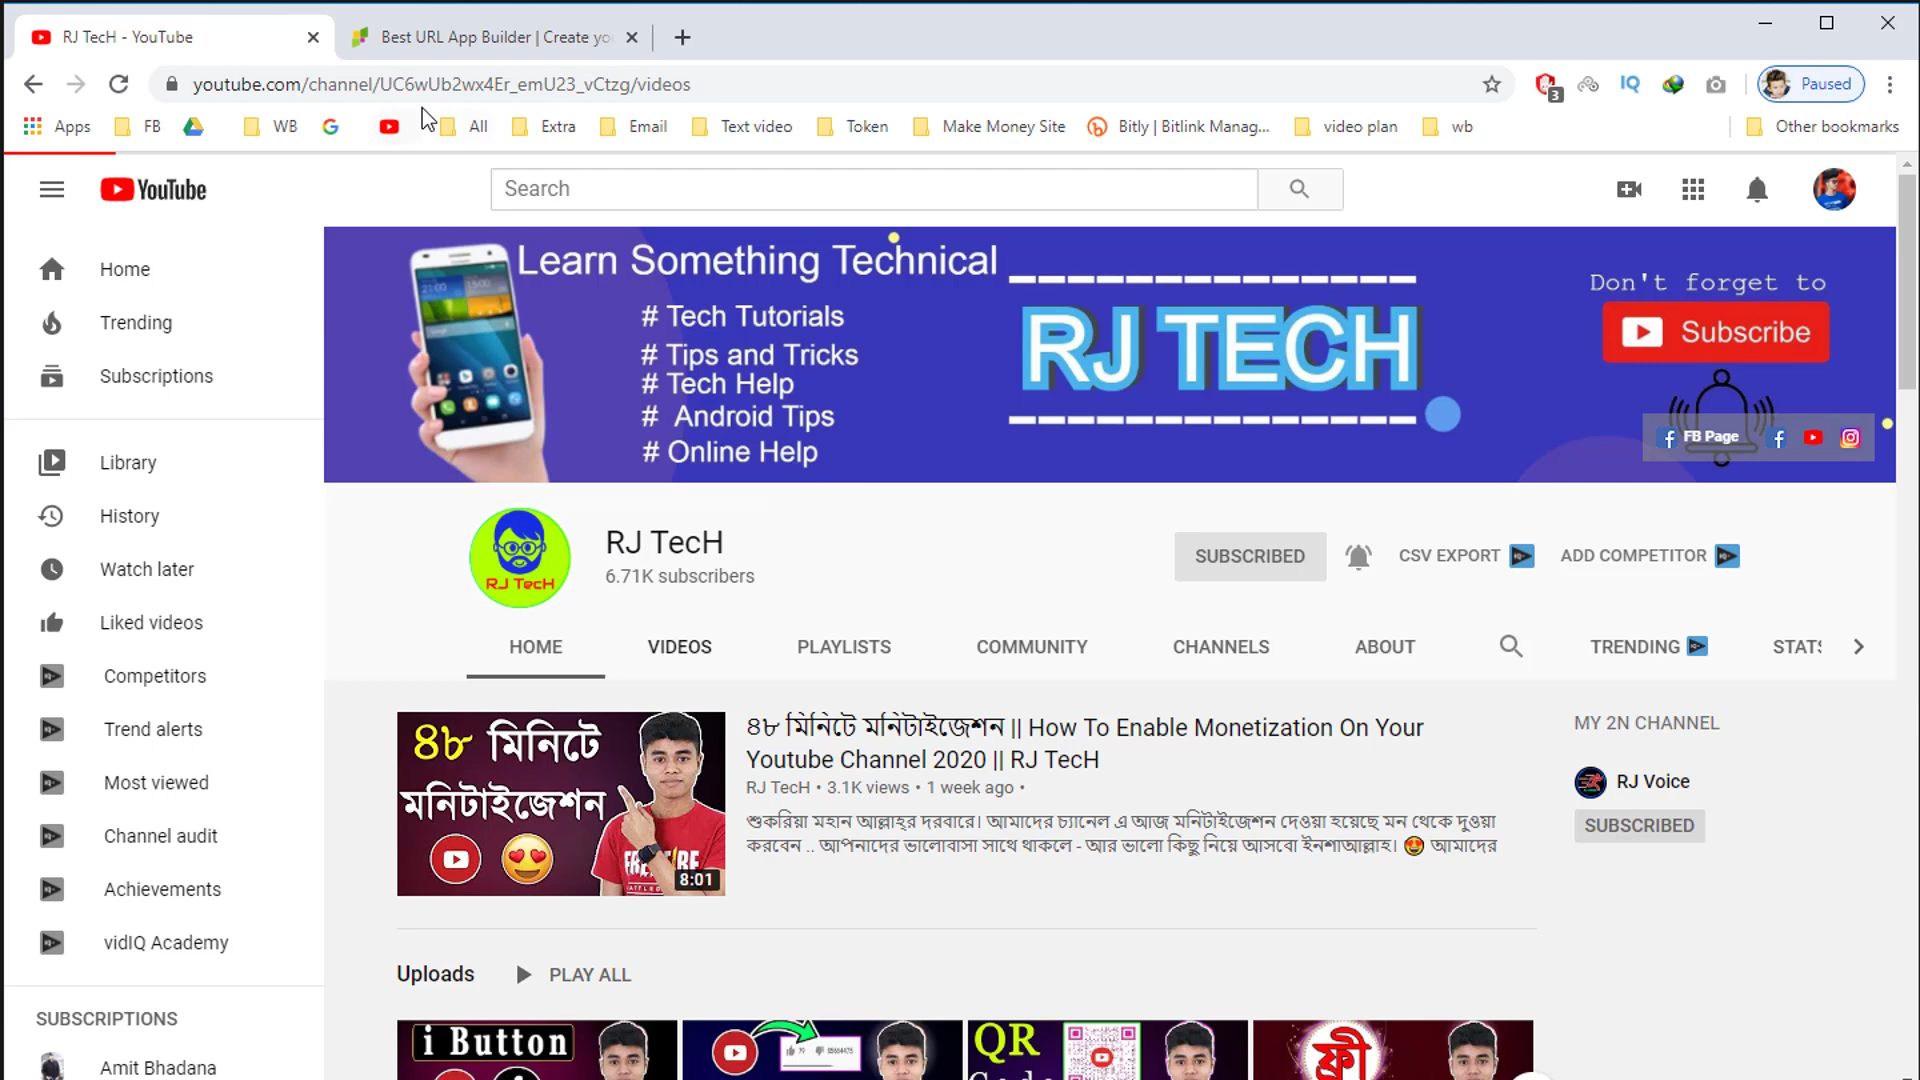 RJ TecH - YouTube
Best URL App Builder | Create yo
youtube.com/channel/UC6wUb2wx4Er_emU23_vCtzg/videos
3
IQ
Paused
Apps
FB
WB
All
Extra
Email
Text video
Token
Make Money Site
Bitly | Bitlink Manag...
video plan
wb
Other bookmarks
YouTube
Search
Home
Trending
Subscriptions
Library
History
Watch later
Liked videos
Competitors
Trend alerts
Most viewed
Channel audit
Achievements
vidIQ Academy
SUBSCRIPTIONS
Amit Bhadana
Learn Something Technical
# Tech Tutorials
# Tips and Tricks
# Tech Help
# Android Tips
# Online Help
RJ TECH
Don't forget to
Subscribe
FB Page
RJ TecH
RJ TecH
6.71K subscribers
SUBSCRIBED
CSV EXPORT
ADD COMPETITOR
HOME
VIDEOS
PLAYLISTS
COMMUNITY
CHANNELS
ABOUT
TRENDING
STATS
৪৮ মিনিটে
মনিটাইজেশন
8:01
৪৮ মিনিটে মনিটাইজেশন || How To Enable Monetization On Your
Youtube Channel 2020 || RJ TecH
RJ TecH • 3.1K views • 1 week ago •
শুকরিয়া মহান আল্লাহ্‌র দরবারে। আমাদের চ্যানেল এ আজ মনিটাইজেশন দেওয়া হয়েছে মন থেকে দুওয়া
করবেন .. আপনাদের ভালোবাসা সাথে থাকলে - আর ভালো কিছু নিয়ে আসবো ইনশাআল্লাহ। 😍 আমাদের
MY 2N CHANNEL
RJ Voice
SUBSCRIBED
Uploads
PLAY ALL
i Button
QR
ফ্রী